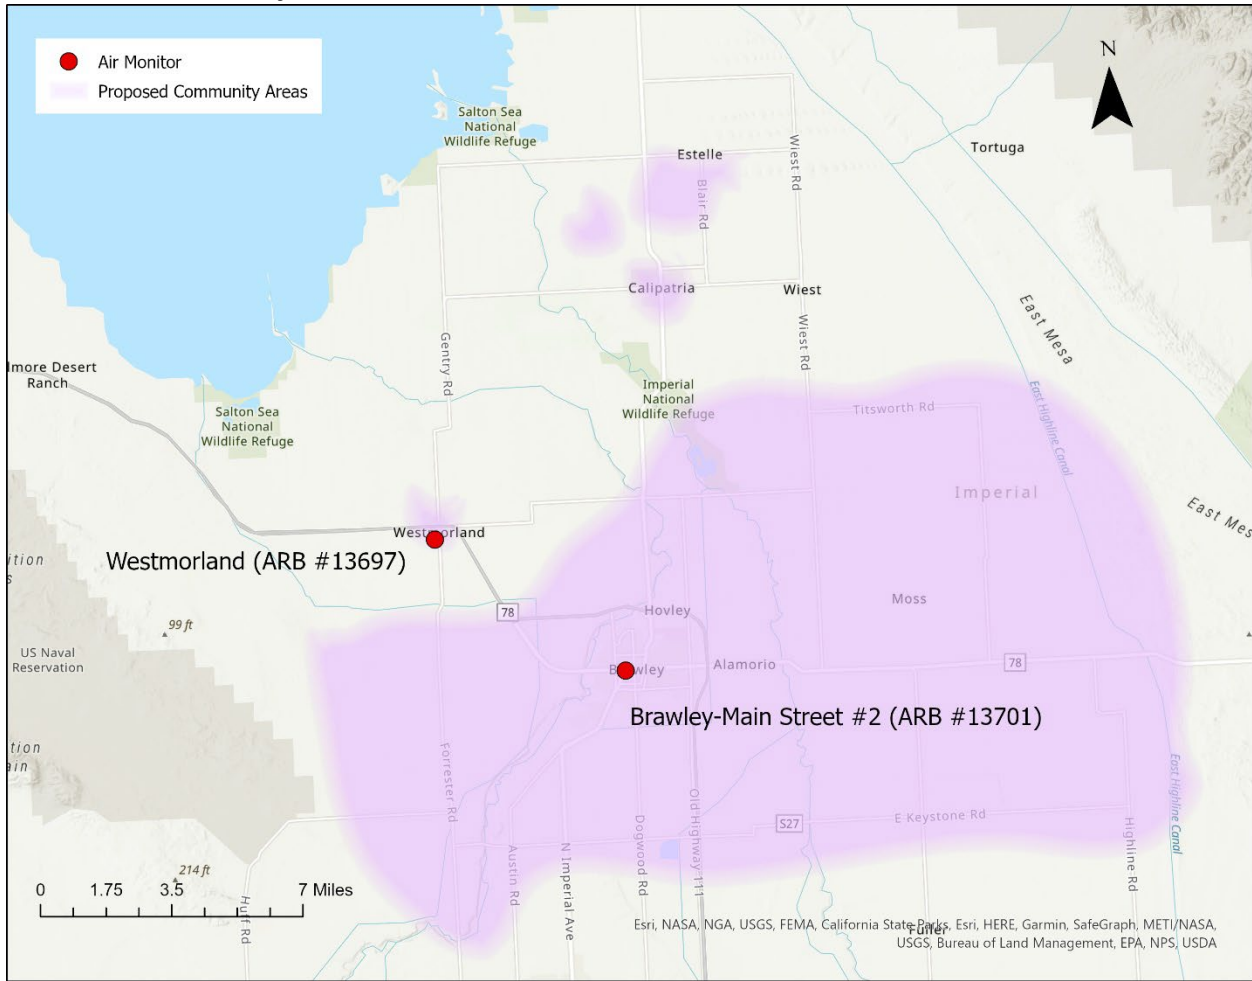 N
Air Monitor
Proposed Community Areas
Salton Sea
National
Wildlife Refuge
Estelle
Wiest Rd
Tortuga
Blair Rd
Calipatria
Wiest
East Mesa
Gentry Rd
Wiest Rd
lmore Desert
Ranch
Imperial
National
Wildlife Refuge
Salton Sea
National
Wildlife Refuge
Titsworth Rd
East Highline Canal
Imperial
East Mes
Westmorland
Westmorland (ARB #13697)
ition
s
99 ft
78
Hovley
Moss
US Naval
Reservation
Brawley
Alamorio
78
Brawley-Main Street #2 (ARB #13701)
ition
ain
Forrester Rd
Old Highway 111
East Highline Canal
S27
E Keystone Rd
Highline Rd
Dogwood Rd
N Imperial Ave
Austin Rd
214 ft
Huff Rd
0 1.75 3.5 7 Miles
Fuller
Esri, NASA, NGA, USGS, FEMA, California State Parks, Esri, HERE, Garmin, SafeGraph, METI/NASA,
USGS, Bureau of Land Management, EPA, NPS, USDA